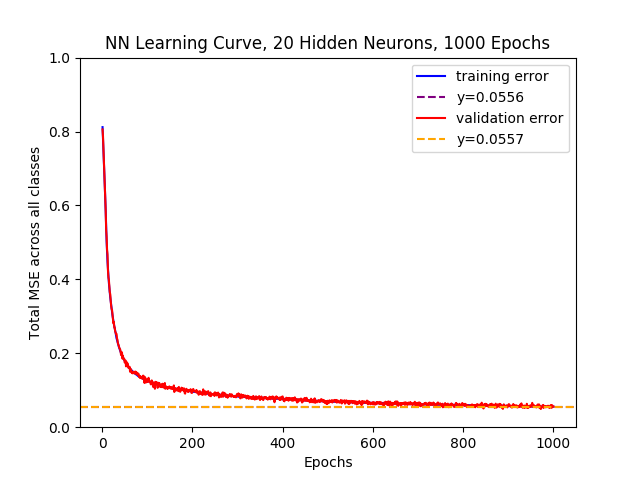 NN Learning Curve, 20 Hidden Neurons, 1000 Epochs
training error
y=0.0556
validation error
y=0.0557
Total MSE across all classes
1.0
0.8
0.6
0.4
0.2
0.0
0 200 400 600 800 1000
Epochs